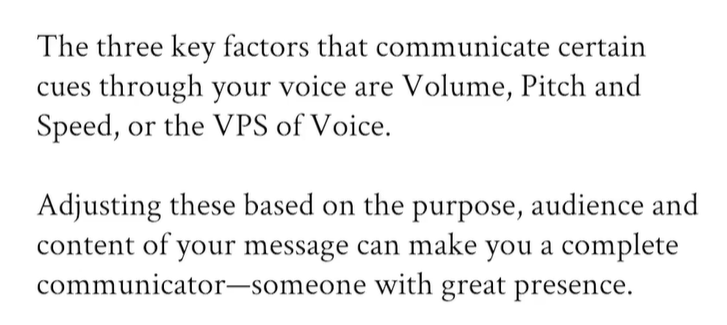 The three key factors that communicate certain
cues through your voice are Volume, Pitch and
Speed, or the VPS of Voice.
Adjusting these based on the purpose, audience and
content of your message can make you a complete
communicator—someone with great presence.